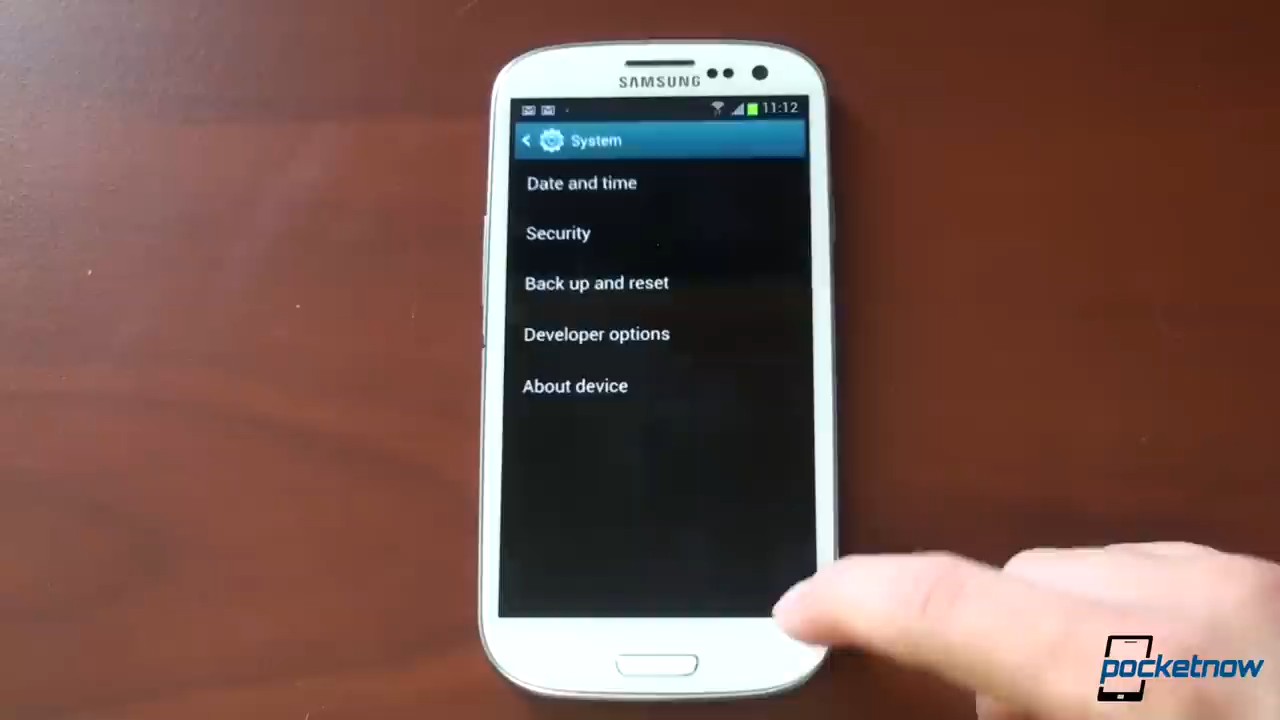 SAMSUNG
11:12
System
Date and time
Security
Back up and reset
Developer options
About device
pocketnow